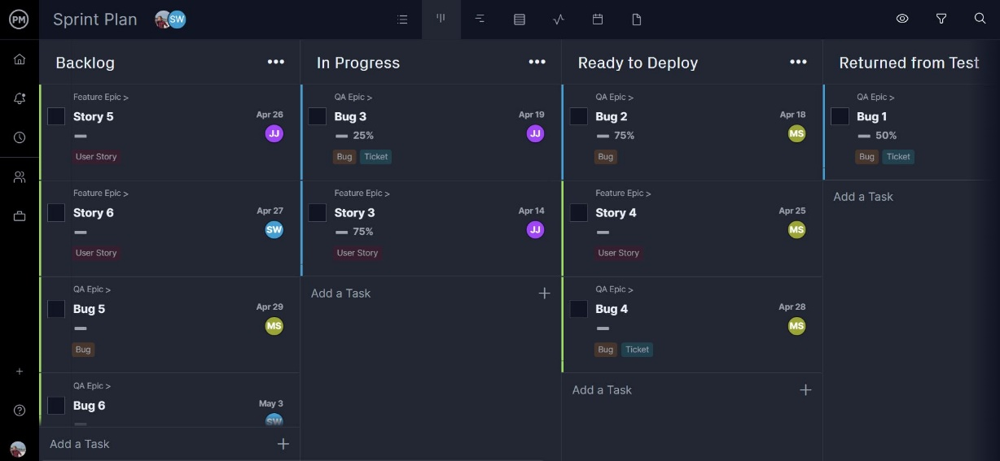 PM
Sprint Plan
SW
Backlog
Feature Epic >
Story 5
Apr 26
JJ
User Story
Feature Epic >
Story 6
Apr 27
SW
User Story
QA Epic >
Bug 5
Apr 29
MS
Bug
QA Epic >
Bug 6
May 3
SW
Add a Task
In Progress
QA Epic >
Bug 3
Apr 19
25%
JJ
Bug Ticket
Feature Epic >
Story 3
Apr 14
75%
JJ
User Story
Add a Task
Ready to Deploy
QA Epic >
Bug 2
Apr 18
75%
MS
Bug
Feature Epic >
Story 4
Apr 25
MS
User Story
QA Epic >
Bug 4
Apr 28
MS
Bug Ticket
Add a Task
Returned from Test
QA Epic >
Bug 1
50%
Bug Ticket
Add a Task